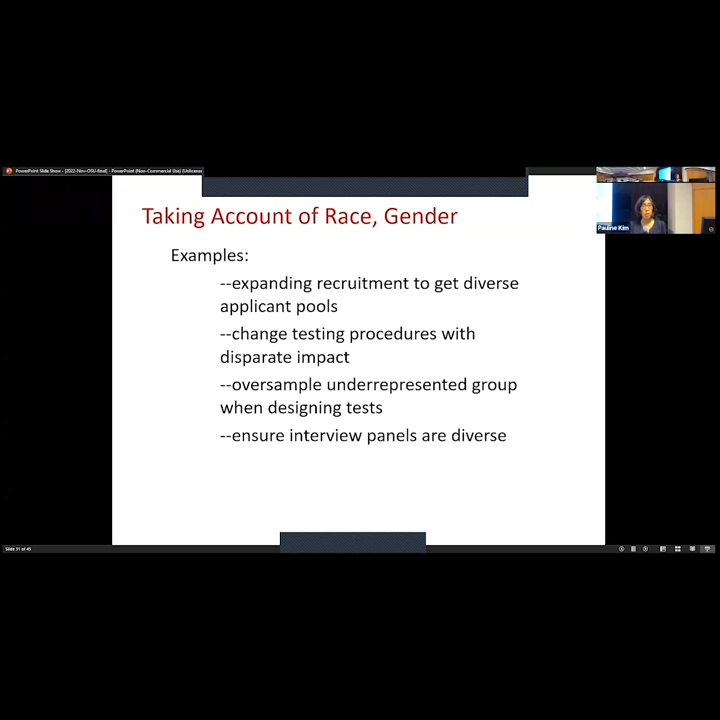 PowerPoint Slide Show - [2022-Nov-OSU-final] - PowerPoint (Non-Commercial Use) (Unlicensed
Taking Account of Race, Gender
Pauline Kim
Examples:
--expanding recruitment to get diverse
applicant pools
--change testing procedures with
disparate impact
--oversample underrepresented group
when designing tests
--ensure interview panels are diverse
Slide 31 of 45